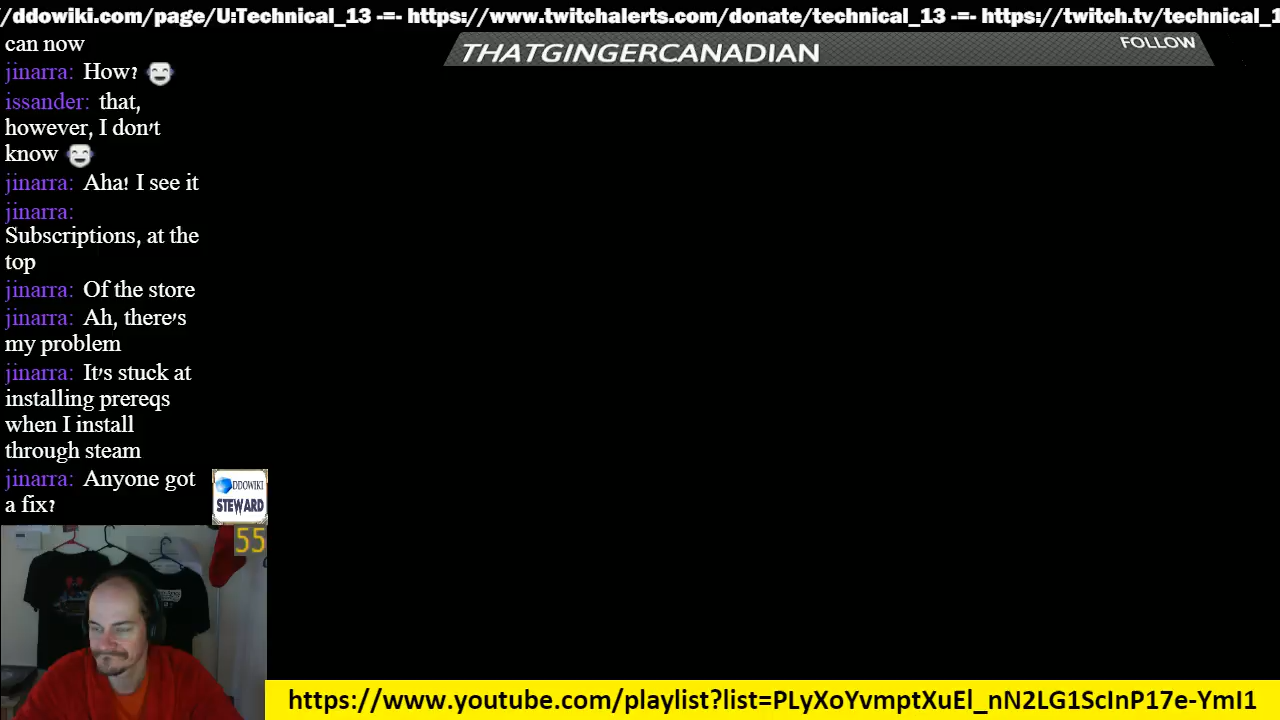 /ddowiki.com/page/U:Technical_13 -=- https://www.twitchalerts.com/donate/technical_13 -=- https://twitch.tv/technical_1
THATGINGERCANADIAN
FOLLOW
can now
jinarra: How?
issander: that,
however, I don't
know
jinarra: Aha! I see it
jinarra:
Subscriptions, at the
top
jinarra: Of the store
jinarra: Ah, there's
my problem
jinarra: It's stuck at
installing prereqs
when I install
through steam
jinarra: Anyone got
a fix?
DDOWIKI
STEWARD
55
https://www.youtube.com/playlist?list=PLyXoYvmptXuEl_nN2LG1ScInP17e-YmI1